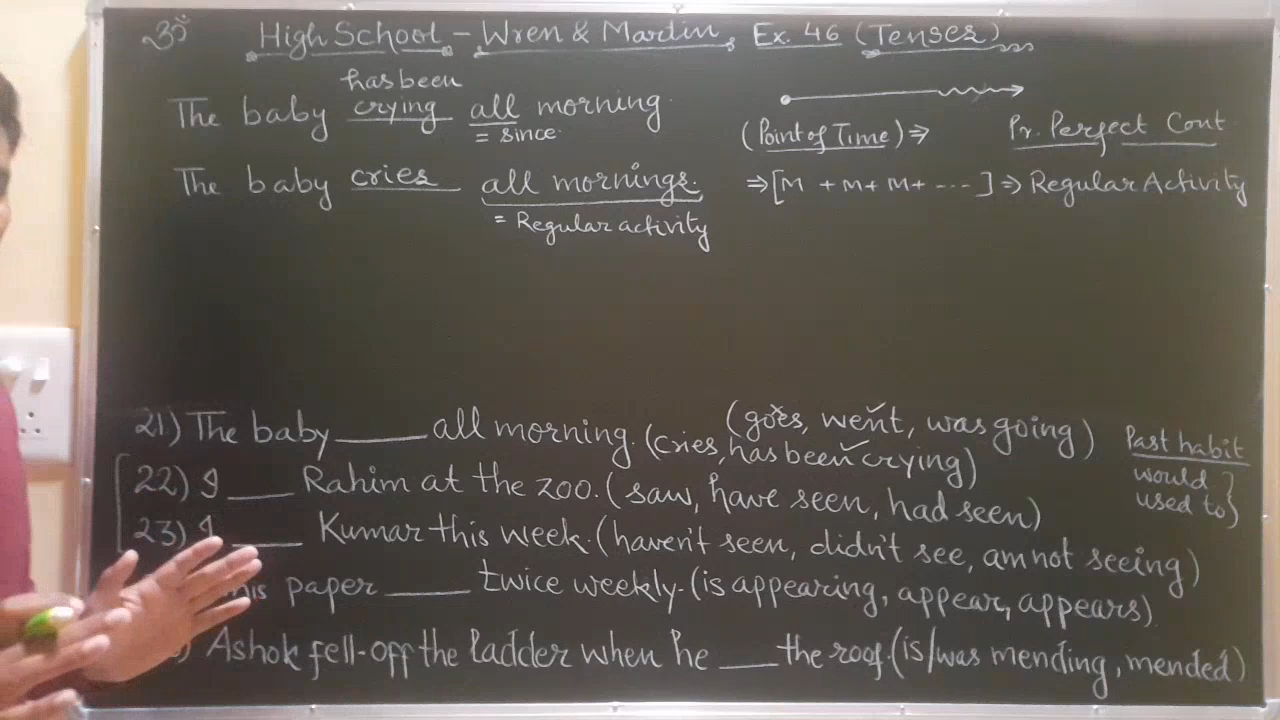 ॐ High School - Wren & Martin, Ex. 46 (Tenses)
has been
The baby crying all morning.
= since.
(Point of Time) ⇒ Pr. Perfect Cont.
The baby cries all mornings. ⇒ [M + M + M + ---] ⇒ Regular Activity
= Regular activity
(goes, went, was going)
21) The baby ____ all morning. (cries, has been crying)
Past habit
would }
used to }
22) I ____ Rahim at the zoo. (saw, have seen, had seen)
23) I ____ Kumar this week. (haven't seen, didn't see, am not seeing)
his paper ____ twice weekly. (is appearing, appear, appears)
) Ashok fell-off the ladder when he ____ the roof. (is/was mending, mended)